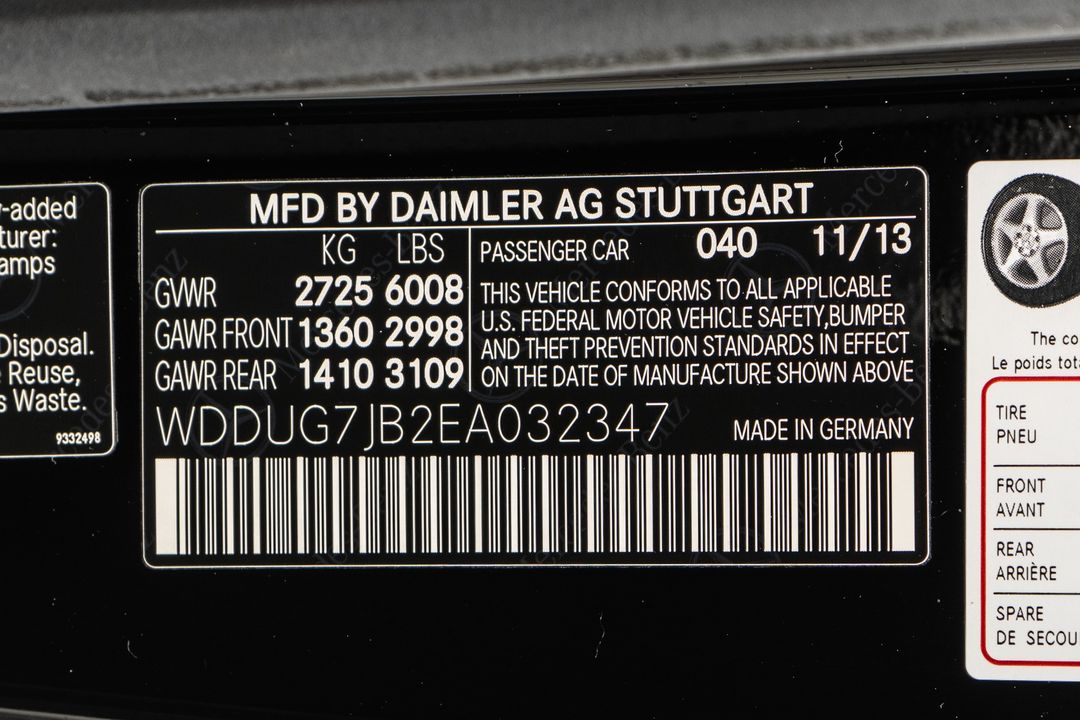 -added
turer:
amps
Disposal.
Reuse,
s Waste.
9332498
MFD BY DAIMLER AG STUTTGART
KG LBS
GVWR 2725 6008
GAWR FRONT 1360 2998
GAWR REAR 1410 3109
PASSENGER CAR 040 11/13
THIS VEHICLE CONFORMS TO ALL APPLICABLE
U.S. FEDERAL MOTOR VEHICLE SAFETY,BUMPER
AND THEFT PREVENTION STANDARDS IN EFFECT
ON THE DATE OF MANUFACTURE SHOWN ABOVE
WDDUG7JB2EA032347
MADE IN GERMANY
The co
Le poids tota
TIRE
PNEU
FRONT
AVANT
REAR
ARRIÈRE
SPARE
DE SECOU